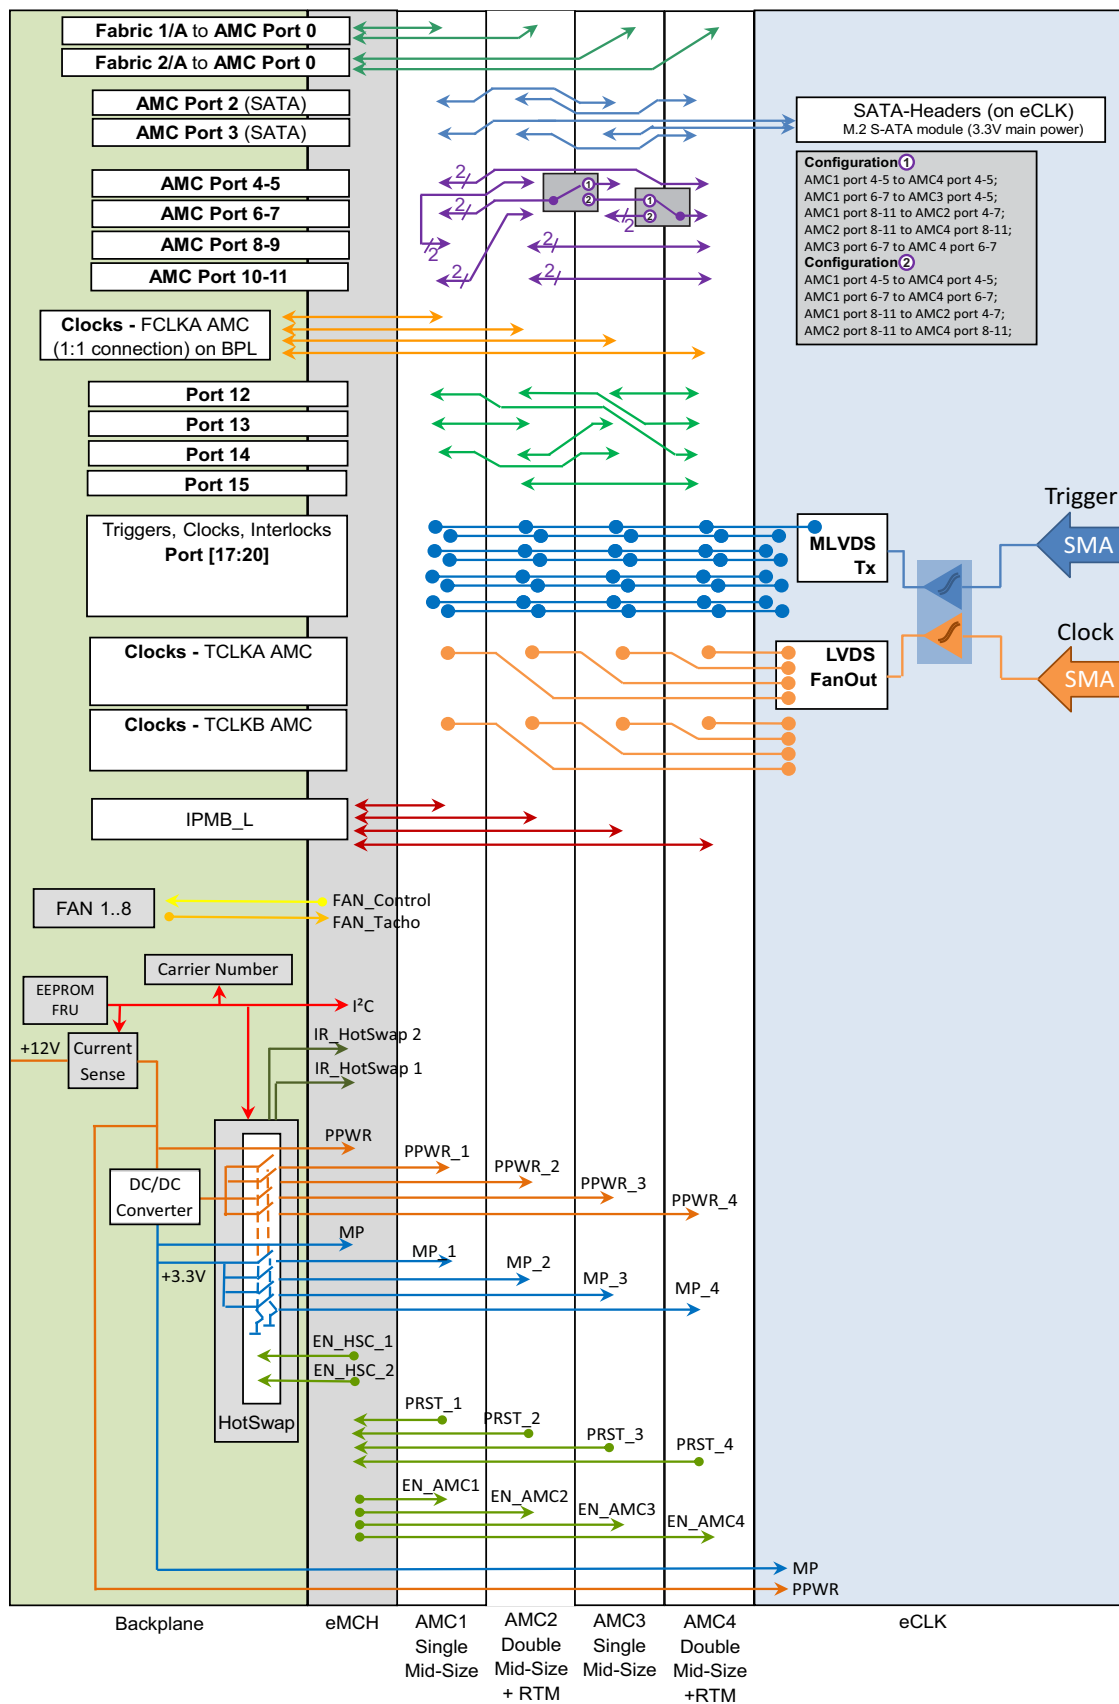 Fabric 1/A to AMC Port 0
Fabric 2/A to AMC Port 0
AMC Port 2 (SATA)
AMC Port 3 (SATA)
SATA-Headers (on eCLK)
M.2 S-ATA module (3.3V main power)
AMC Port 4-5
AMC Port 6-7
AMC Port 8-9
AMC Port 10-11
2
2
2
2
2
2
2
1
2
1
2
Configuration 1
AMC1 port 4-5 to AMC4 port 4-5;
AMC1 port 6-7 to AMC3 port 4-5;
AMC1 port 8-11 to AMC2 port 4-7;
AMC2 port 8-11 to AMC4 port 8-11;
AMC3 port 6-7 to AMC 4 port 6-7
Configuration 2
AMC1 port 4-5 to AMC4 port 4-5;
AMC1 port 6-7 to AMC4 port 6-7;
AMC1 port 8-11 to AMC2 port 4-7;
AMC2 port 8-11 to AMC4 port 8-11;
Clocks - FCLKA AMC
(1:1 connection) on BPL
Port 12
Port 13
Port 14
Port 15
Triggers, Clocks, Interlocks
Port [17:20]
MLVDS
Tx
Trigger
SMA
Clocks - TCLKA AMC
LVDS
FanOut
Clock
SMA
Clocks - TCLKB AMC
IPMB_L
FAN 1..8
FAN_Control
FAN_Tacho
Carrier Number
EEPROM
FRU
I²C
+12V
Current
Sense
IR_HotSwap 2
IR_HotSwap 1
PPWR
PPWR_1
PPWR_2
PPWR_3
PPWR_4
DC/DC
Converter
MP
+3.3V
MP_1
MP_2
MP_3
MP_4
EN_HSC_1
EN_HSC_2
HotSwap
PRST_1
PRST_2
PRST_3
PRST_4
EN_AMC1
EN_AMC2
EN_AMC3
EN_AMC4
MP
PPWR
Backplane
eMCH
AMC1
Single
Mid-Size
AMC2
Double
Mid-Size
+ RTM
AMC3
Single
Mid-Size
AMC4
Double
Mid-Size
+RTM
eCLK